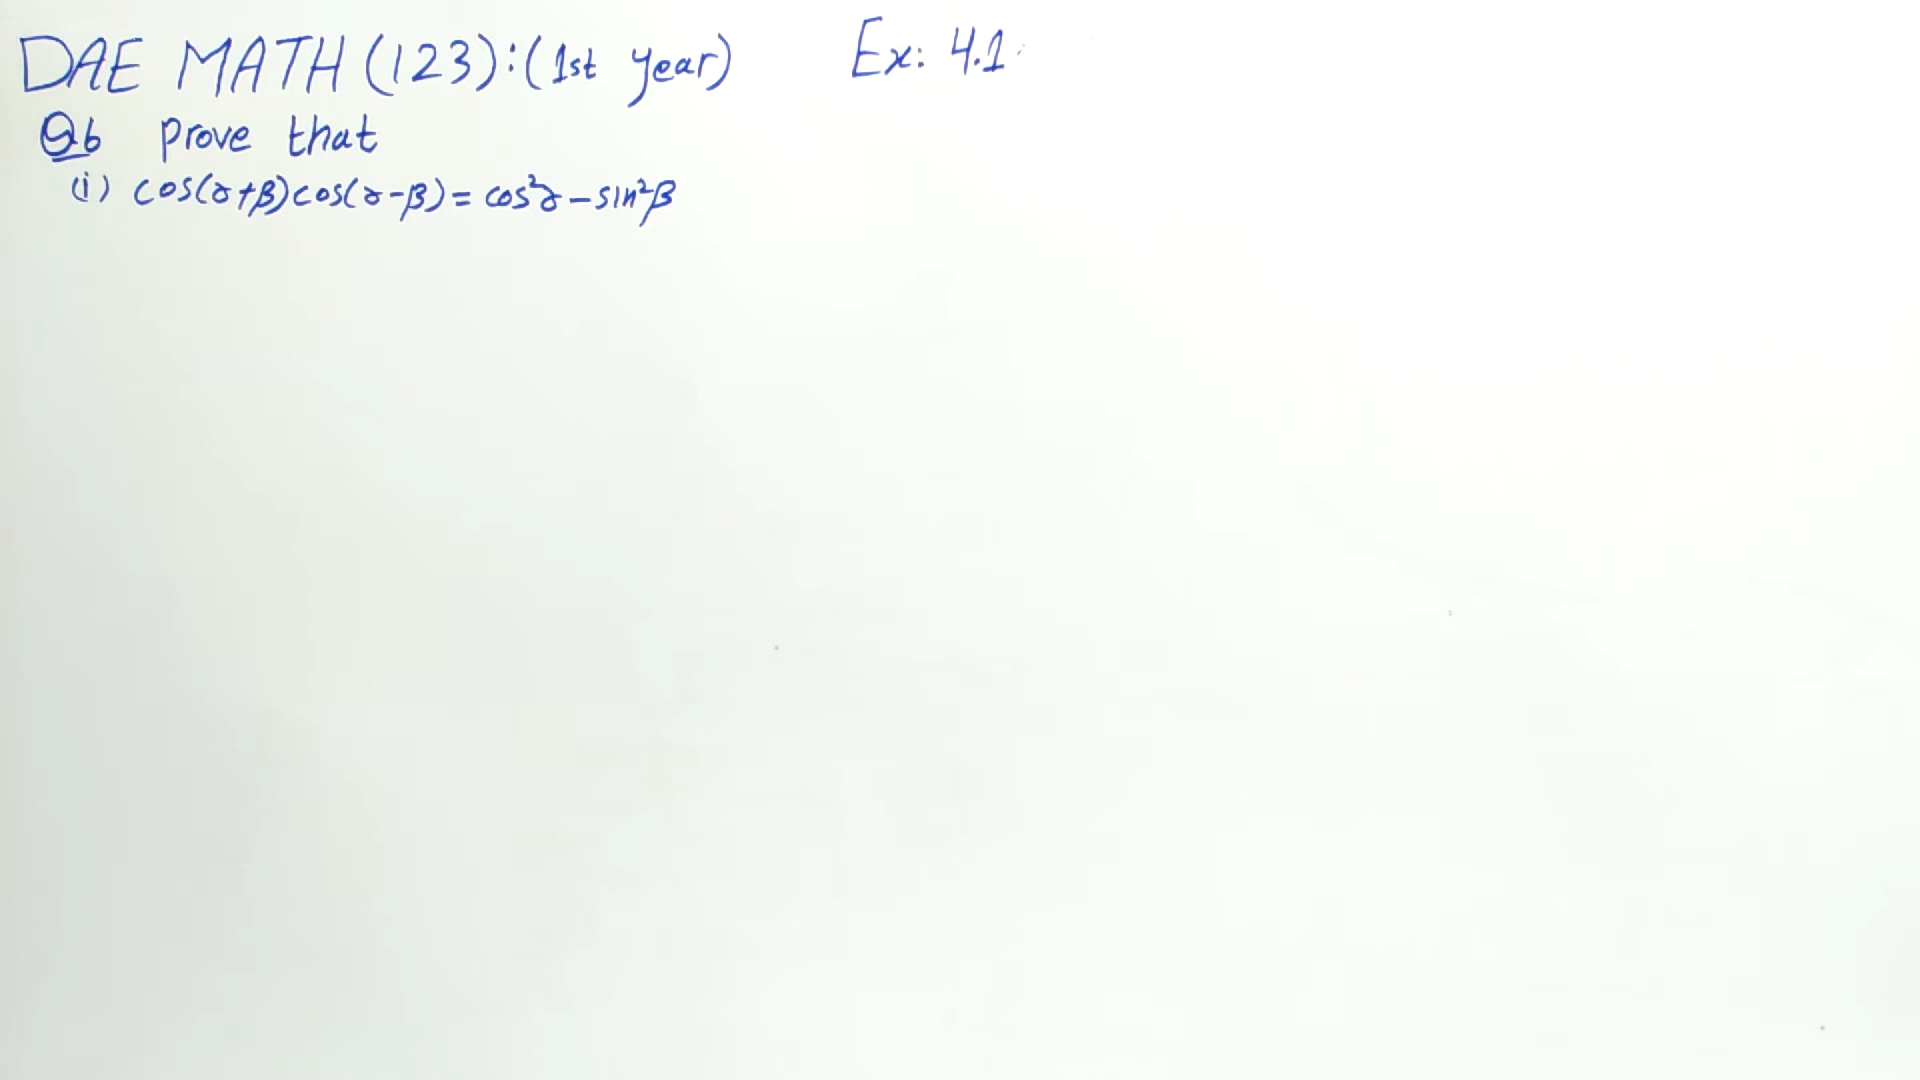 DAE MATH (123):(1st year) Ex: 4.1
Q6 prove that
(i) cos(α+β)cos(α-β) = cos²α - sin²β